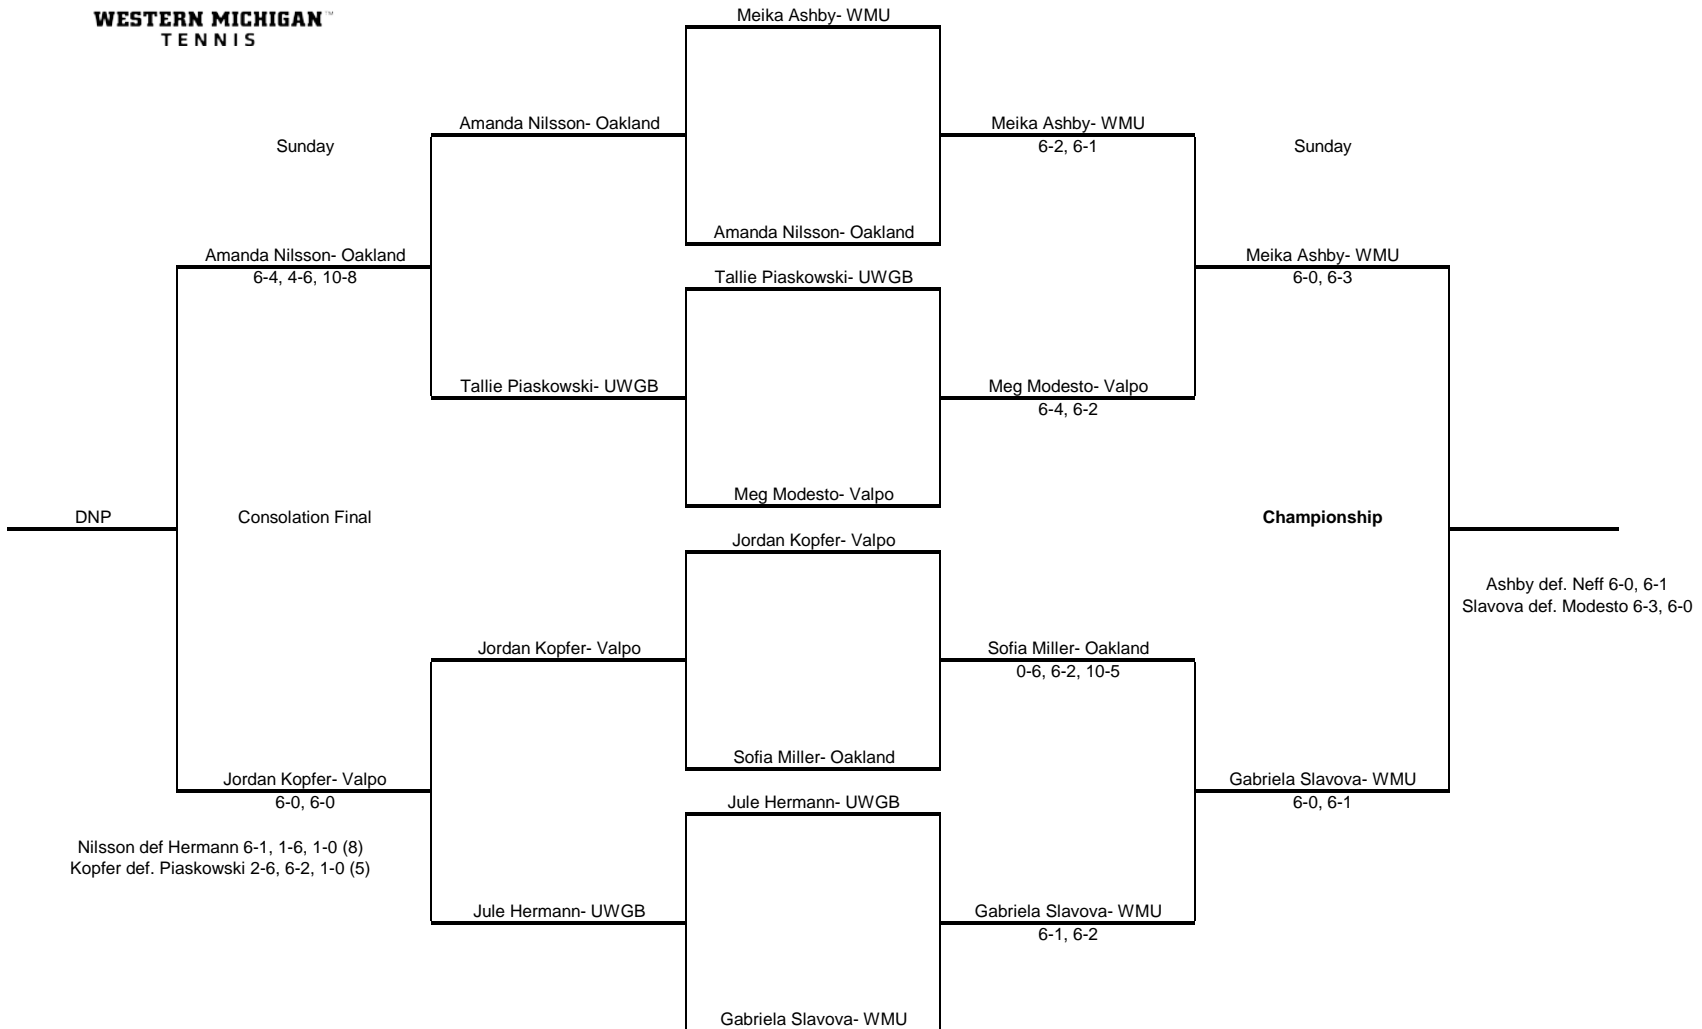 WESTERN MICHIGAN™
TENNIS
Meika Ashby- WMU
Amanda Nilsson- Oakland
Meika Ashby- WMU
Sunday
6-2, 6-1
Sunday
Amanda Nilsson- Oakland
Amanda Nilsson- Oakland
Meika Ashby- WMU
6-4, 4-6, 10-8
Tallie Piaskowski- UWGB
6-0, 6-3
Tallie Piaskowski- UWGB
Meg Modesto- Valpo
6-4, 6-2
Meg Modesto- Valpo
DNP
Consolation Final
Championship
Jordan Kopfer- Valpo
Ashby def. Neff 6-0, 6-1
Slavova def. Modesto 6-3, 6-0
Jordan Kopfer- Valpo
Sofia Miller- Oakland
0-6, 6-2, 10-5
Sofia Miller- Oakland
Jordan Kopfer- Valpo
Gabriela Slavova- WMU
6-0, 6-0
Jule Hermann- UWGB
6-0, 6-1
Nilsson def Hermann 6-1, 1-6, 1-0 (8)
Kopfer def. Piaskowski 2-6, 6-2, 1-0 (5)
Jule Hermann- UWGB
Gabriela Slavova- WMU
6-1, 6-2
Gabriela Slavova- WMU